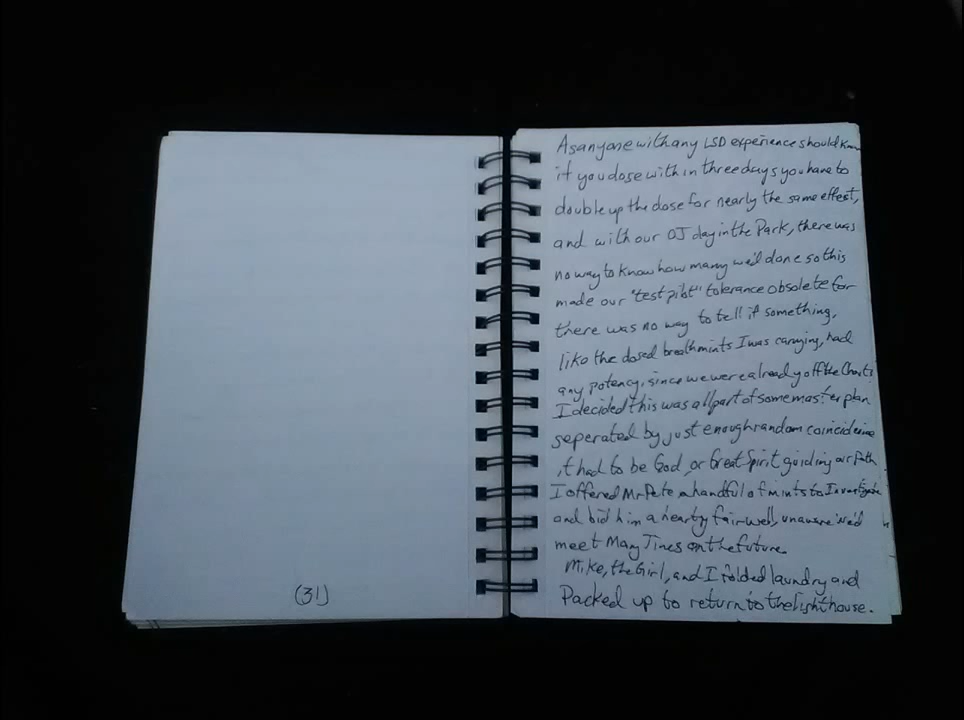 (31)
As anyone with any LSD experience should know
if you dose with in three days you have to
double up the dose for nearly the same effect,
and with our OJ day in the Park, there was
no way to know how many we'd done so this
made our "test pilot" tolerance obsolete for
there was no way to tell if something,
like the dosed breathmints I was carrying, had
any potency, since we were already off the Charts
I decided this was all part of some master plan
seperated by just enough random coincidence
it had to be God, or Great Spirit guiding our Path
I offered Mr Pete a handful of mints to Investigate
and bid him a hearty fairwell, unaware we'd
meet Many Times on the future.
Mike, the Girl, and I folded laundry and
Packed up to return to the lighthouse.